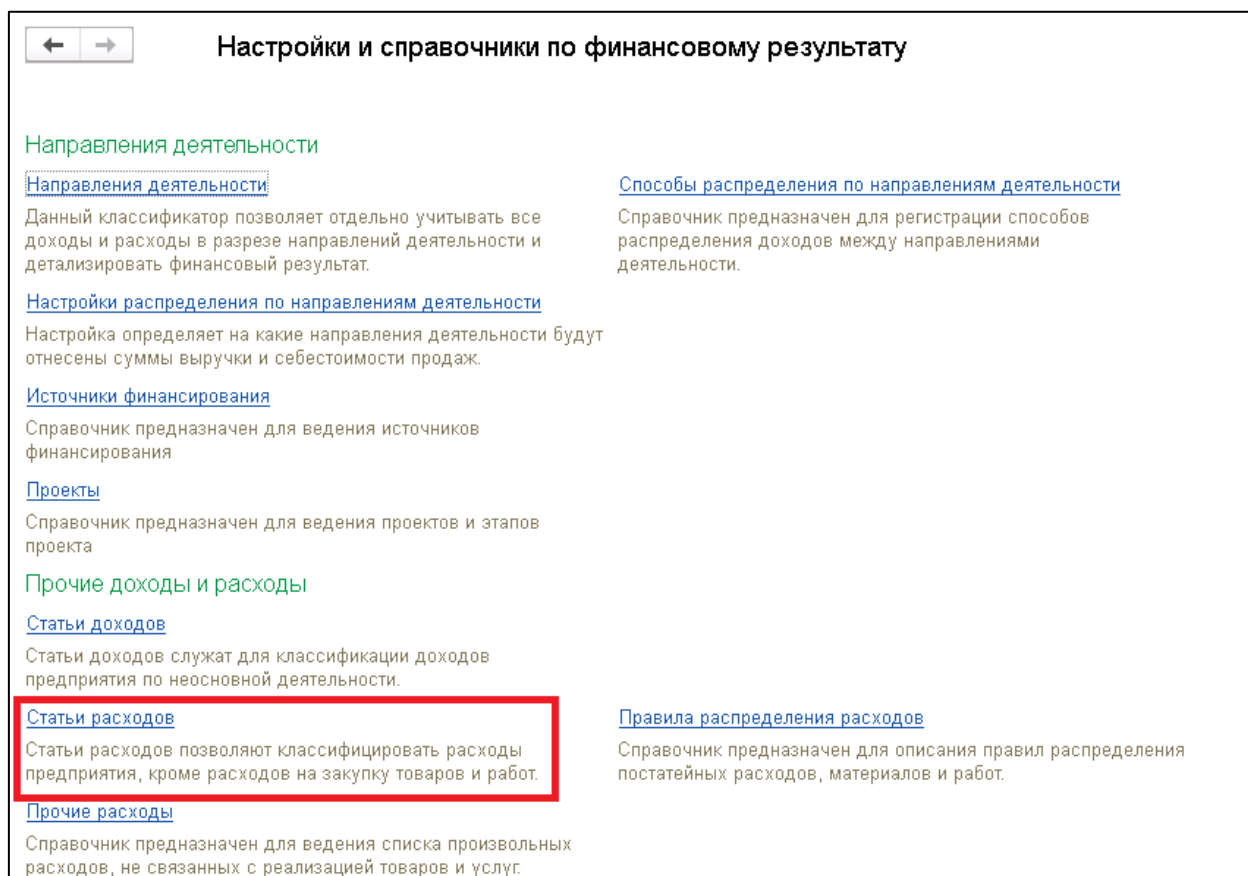 Настройки и справочники по финансовому результату
Направления деятельности
Направления деятельности
Данный классификатор позволяет отдельно учитывать все
доходы и расходы в разрезе направлений деятельности и
детализировать финансовый результат.
Способы распределения по направлениям деятельности
Справочник предназначен для регистрации способов
распределения доходов между направлениями
деятельности.
Настройки распределения по направлениям деятельности
Настройка определяет на какие направления деятельности будут
отнесены суммы выручки и себестоимости продаж.
Источники финансирования
Справочник предназначен для ведения источников
финансирования
Проекты
Справочник предназначен для ведения проектов и этапов
проекта
Прочие доходы и расходы
Статьи доходов
Статьи доходов служат для классификации доходов
предприятия по неосновной деятельности.
Статьи расходов
Статьи расходов позволяют классифицировать расходы
предприятия, кроме расходов на закупку товаров и работ.
Правила распределения расходов
Справочник предназначен для описания правил распределения
постатейных расходов, материалов и работ.
Прочие расходы
Справочник предназначен для ведения списка произвольных
расходов, не связанных с реализацией товаров и услуг.